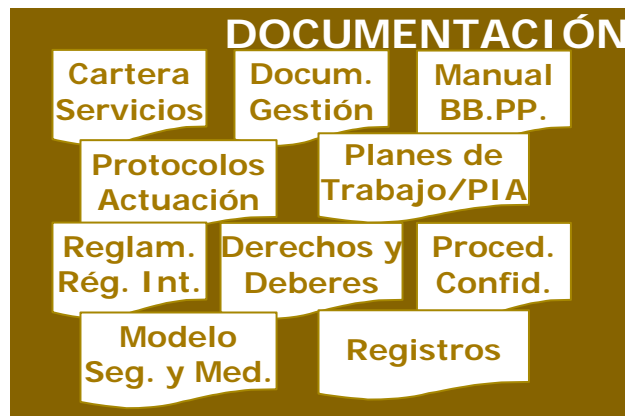 DOCUMENTACIÓN
Cartera
Servicios
Docum.
Gestión
Manual
BB.PP.
Protocolos
Actuación
Planes de
Trabajo/PIA
Reglam.
Rég. Int.
Derechos y
Deberes
Proced.
Confid.
Modelo
Seg. y Med.
Registros